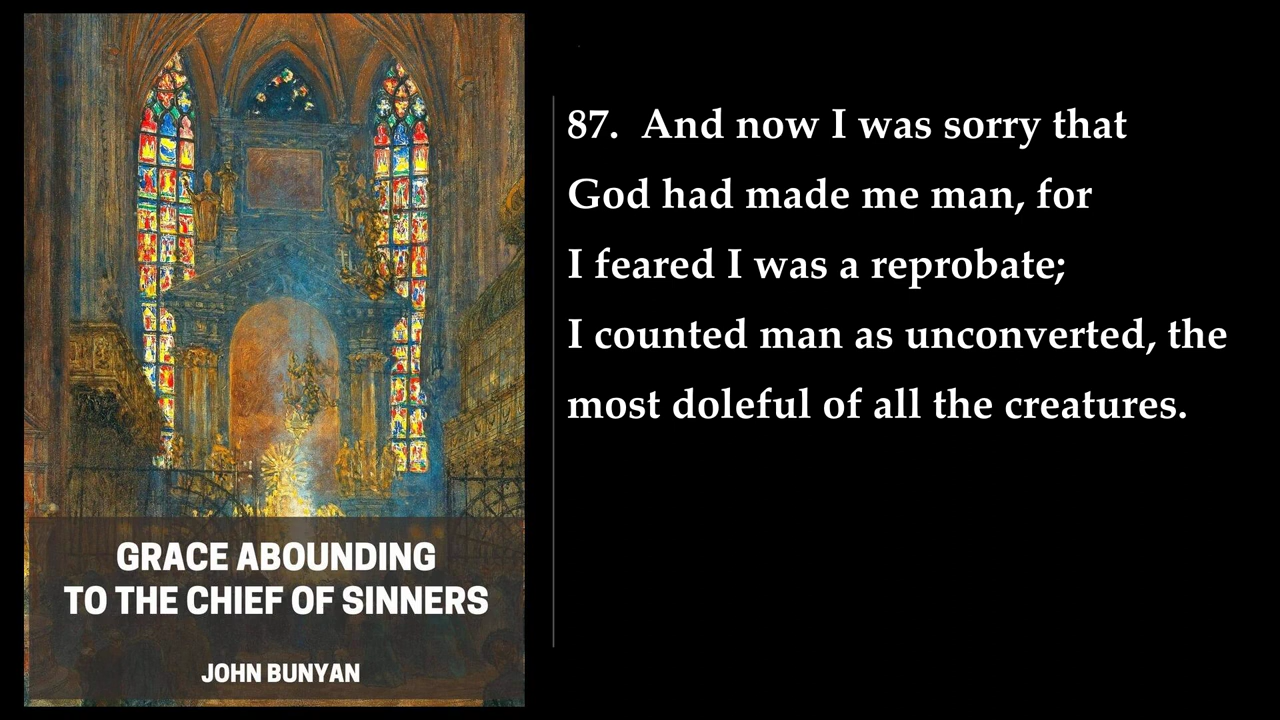 GRACE ABOUNDING
TO THE CHIEF OF SINNERS
JOHN BUNYAN
87. And now I was sorry that
God had made me man, for
I feared I was a reprobate;
I counted man as unconverted, the
most doleful of all the creatures.